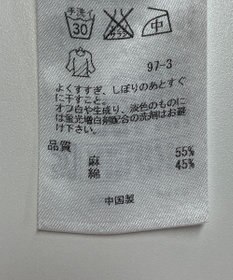 手洗イ
30
中
97-3
よくすすぎ、しぼりのあとすぐ
に干すこと。
オフ白や生成り、淡色のものに
は蛍光増白剤配合の洗剤はお避
け下さい。
品質
麻 55%
綿 45%
中国製